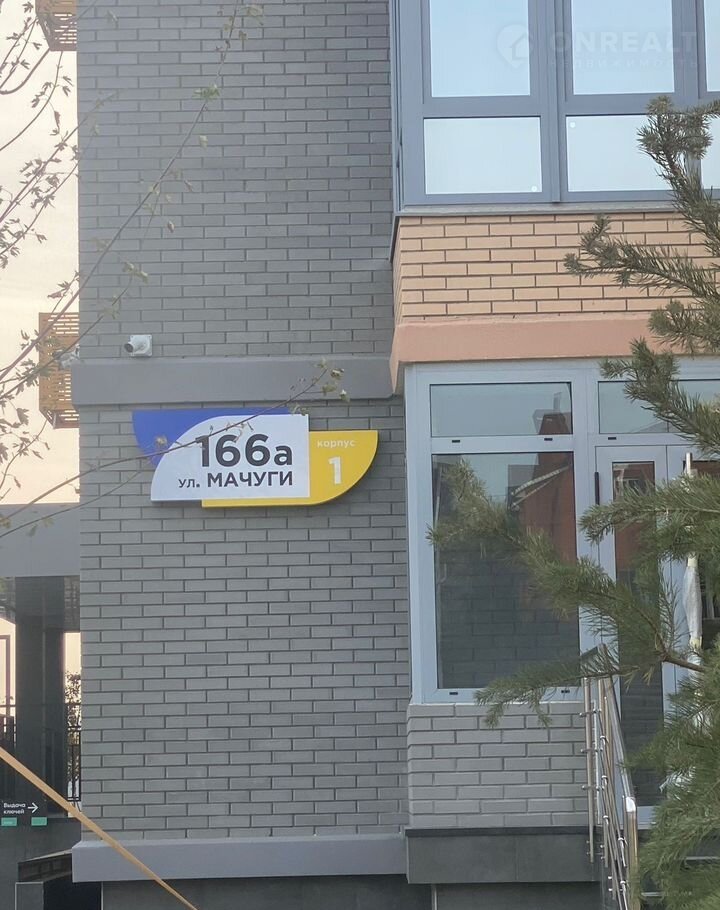 ONREALT
НЕДВИЖИМОСТЬ
166а
ул. МАЧУГИ
корпус
1
Выдача
ключей →